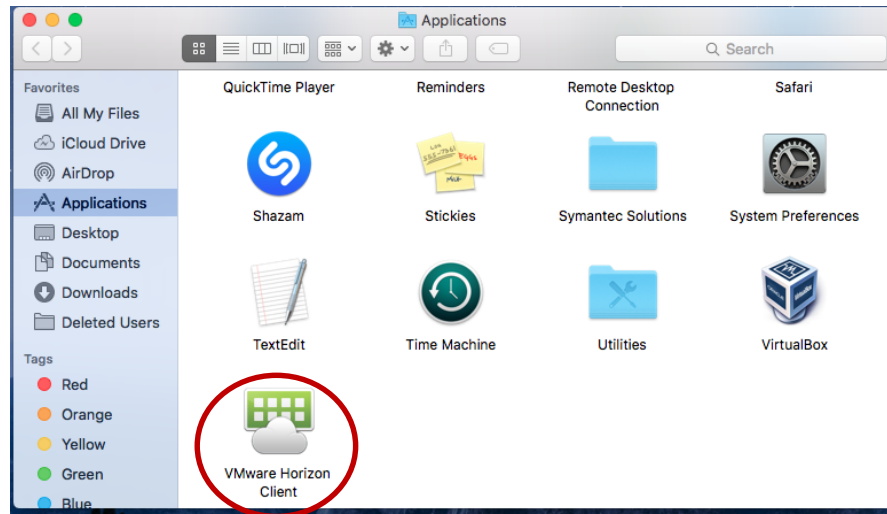 Applications
Search
Favorites
All My Files
iCloud Drive
AirDrop
Applications
Desktop
Documents
Downloads
Deleted Users
Tags
Red
Orange
Yellow
Green
Blue
QuickTime Player
Reminders
Remote Desktop
Connection
Safari
Shazam
Stickies
Symantec Solutions
System Preferences
TextEdit
Time Machine
Utilities
VirtualBox
VMware Horizon
Client